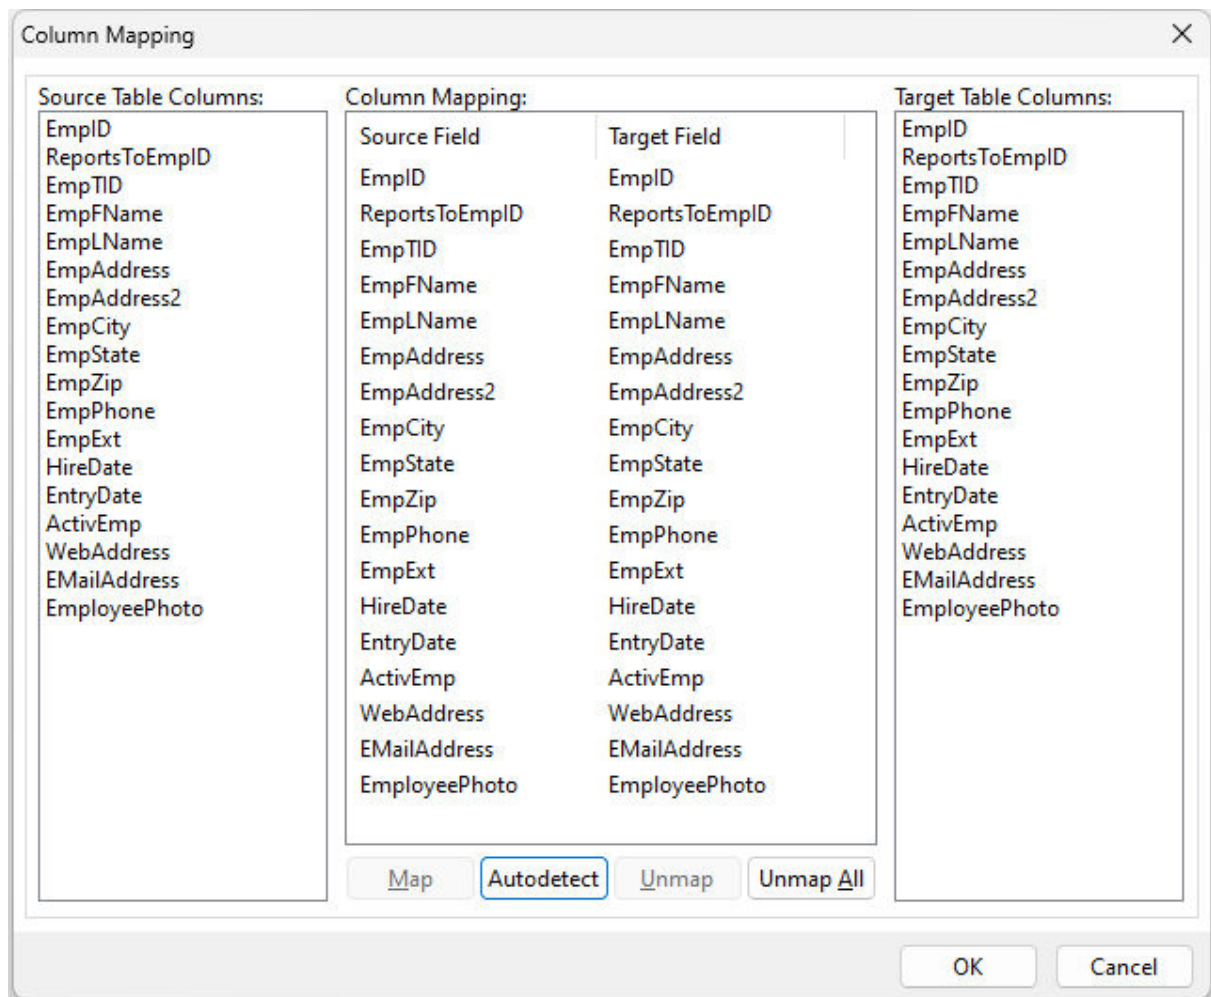 Column Mapping
Source Table Columns:
EmpID
ReportsToEmpID
EmpTID
EmpFName
EmpLName
EmpAddress
EmpAddress2
EmpCity
EmpState
EmpZip
EmpPhone
EmpExt
HireDate
EntryDate
ActivEmp
WebAddress
EMailAddress
EmployeePhoto
Column Mapping:
Source Field Target Field
EmpID EmpID
ReportsToEmpID ReportsToEmpID
EmpTID EmpTID
EmpFName EmpFName
EmpLName EmpLName
EmpAddress EmpAddress
EmpAddress2 EmpAddress2
EmpCity EmpCity
EmpState EmpState
EmpZip EmpZip
EmpPhone EmpPhone
EmpExt EmpExt
HireDate HireDate
EntryDate EntryDate
ActivEmp ActivEmp
WebAddress WebAddress
EMailAddress EMailAddress
EmployeePhoto EmployeePhoto
Map Autodetect Unmap Unmap All
Target Table Columns:
EmpID
ReportsToEmpID
EmpTID
EmpFName
EmpLName
EmpAddress
EmpAddress2
EmpCity
EmpState
EmpZip
EmpPhone
EmpExt
HireDate
EntryDate
ActivEmp
WebAddress
EMailAddress
EmployeePhoto
OK Cancel